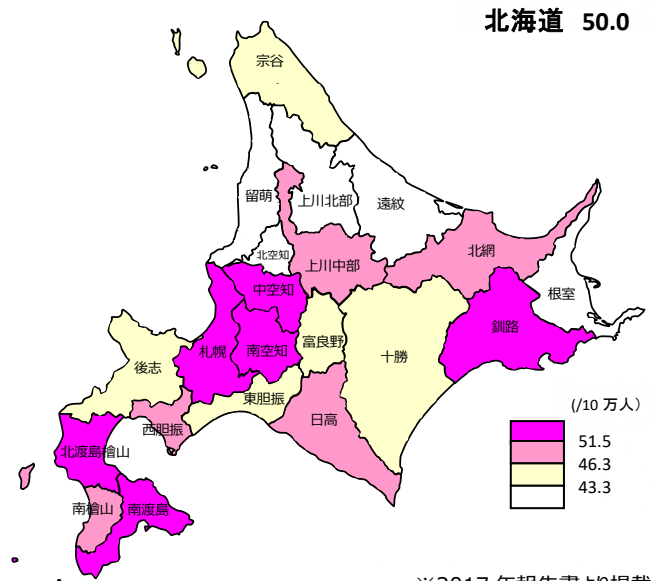 北海道 50.0
宗谷
留萌
上川北部
遠紋
北空知
上川中部
北網
中空知
根室
札幌
南空知
富良野
十勝
釧路
後志
東胆振
西胆振
日高
北渡島檜山
南檜山
南渡島
(/10 万人)
51.5
46.3
43.3